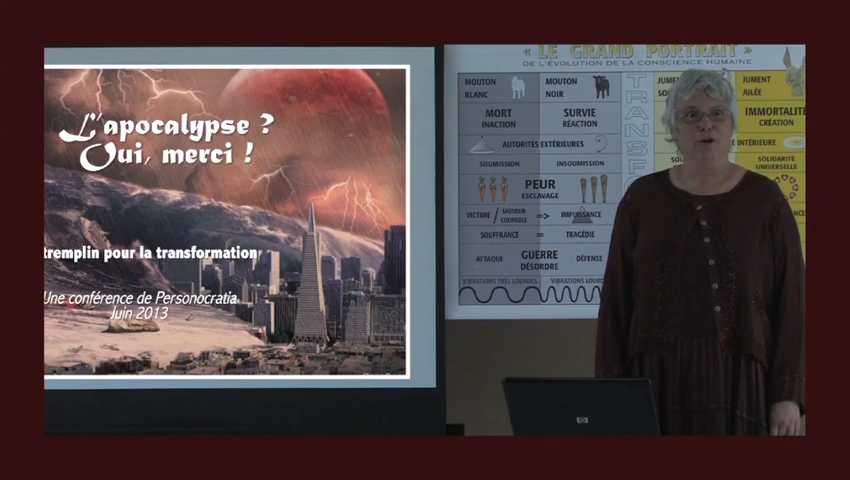 L'apocalypse ?
Oui, merci !
tremplin pour la transformation
Une conférence de Personocratia
Juin 2013
« LE GRAND PORTRAIT »
DE L'ÉVOLUTION DE LA CONSCIENCE HUMAINE
MOUTON BLANC
MOUTON NOIR
MORT
INACTION
SURVIE
RÉACTION
AUTORITÉS EXTÉRIEURES
SOUMISSION
INSOUMISSION
PEUR
ESCLAVAGE
VICTIME / SAUVEUR
COUPABLE
=> IMPUISSANCE
SOUFFRANCE = TRAGÉDIE
ATTAQUE
GUERRE
DÉSORDRE
DÉFENSE
VIBRATIONS TRÈS LOURDES
VIBRATIONS LOURD
TRANSF
JUMENT
AILÉE
IMMORTALITÉ
CRÉATION
INTÉRIEURE
SOLIDARITÉ
UNIVERSELLE
hp